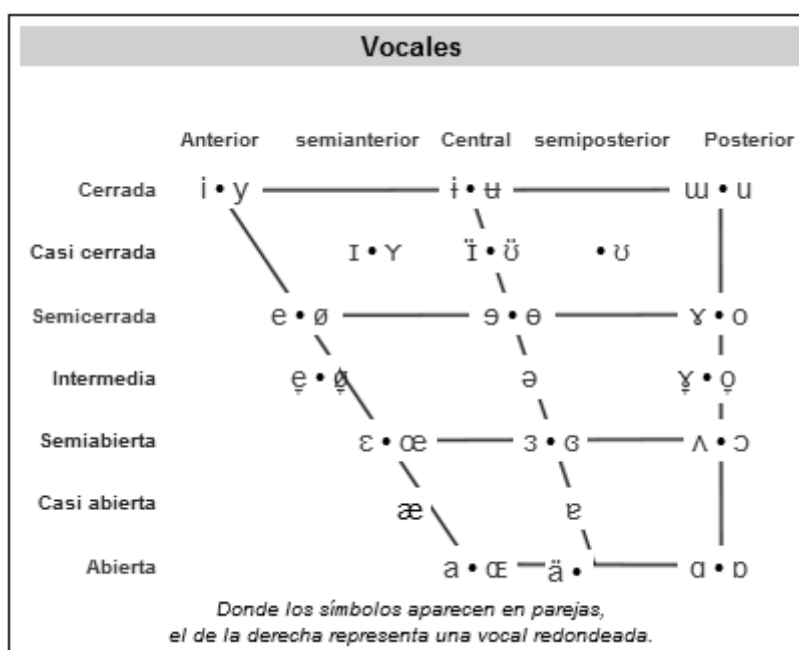 Vocales
Anterior semianterior Central semiposterior Posterior
Cerrada i • y ɨ • ʉ ɯ • u
Casi cerrada ɪ • ʏ ɪ̈ • ʊ̈ • ʊ
Semicerrada e • ø ɘ • ɵ ɤ • o
Intermedia e̞ • ø̞ ə ɤ̞ • o̞
Semiabierta ɛ • œ ɜ • ɞ ʌ • ɔ
Casi abierta æ ɐ
Abierta a • ɶ ä • ɑ • ɒ
Donde los símbolos aparecen en parejas,
el de la derecha representa una vocal redondeada.